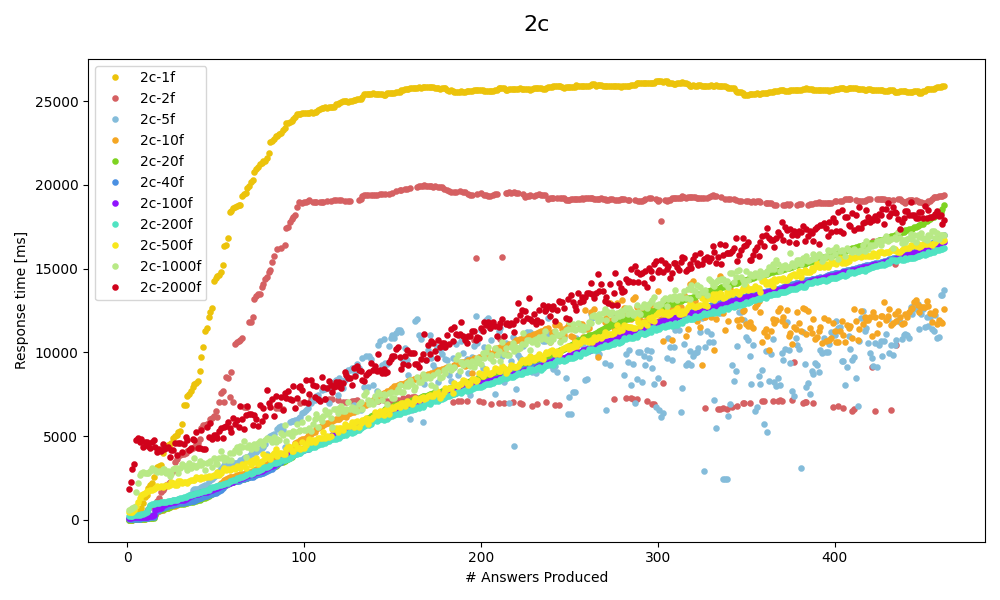 2c
2c-1f
2c-2f
2c-5f
2c-10f
2c-20f
2c-40f
2c-100f
2c-200f
2c-500f
2c-1000f
2c-2000f
Response time [ms]
25000
20000
15000
10000
5000
0
0 100 200 300 400
# Answers Produced